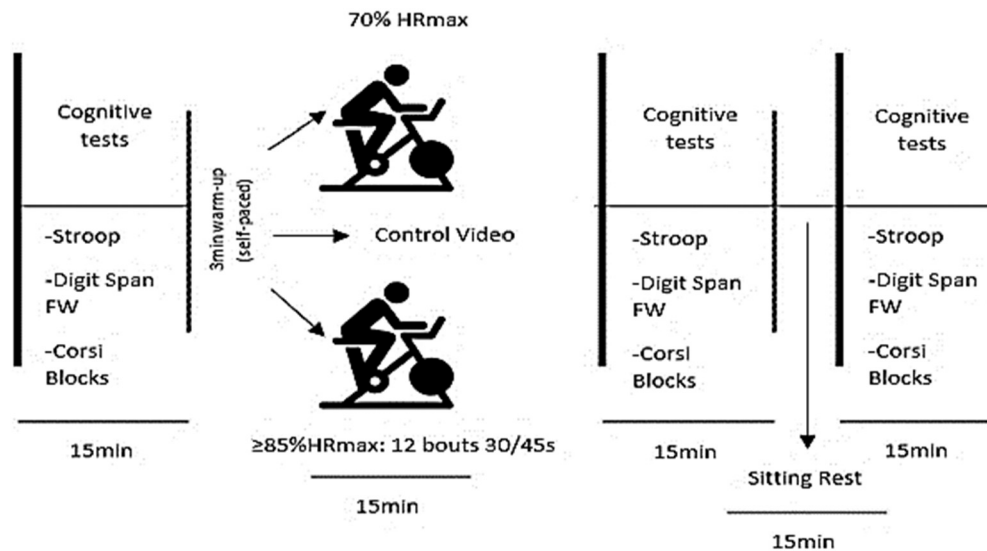 70% HRmax
Cognitive
tests
-Stroop
-Digit Span
FW
-Corsi
Blocks
15min
3minwarm-up
(self-paced)
Control Video
≥85%HRmax: 12 bouts 30/45s
15min
Cognitive
tests
-Stroop
-Digit Span
FW
-Corsi
Blocks
15min
Sitting Rest
15min
Cognitive
tests
-Stroop
-Digit Span
FW
-Corsi
Blocks
15min